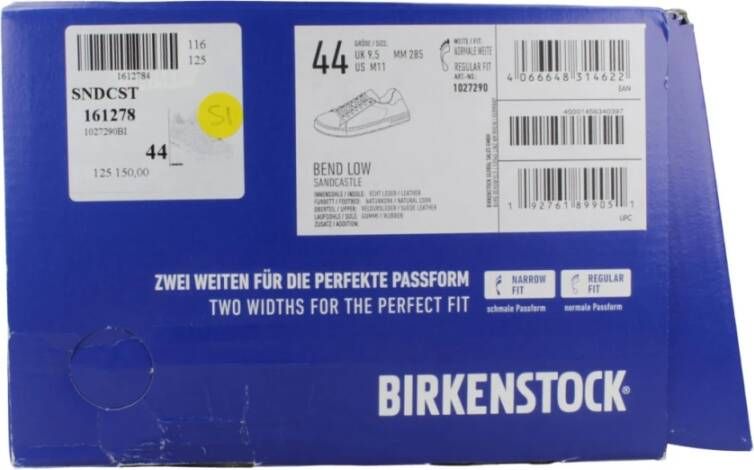 116
125
1612784
SNDCST
161278
1027290BI
44
125 150,00
SI
44
GRÖSSE / SIZE:
UK 9.5 MM 285
US M11
WEITE / FIT:
NORMALE WEITE
REGULAR FIT
ART.-NO.:
1027290
BEND LOW
SANDCASTLE
INNENSOHLE / INSOLE: ECHT LEDER / LEATHER
FUSSBETT / FOOTBED: NATURKORK / NATURAL CORK
OBERTEIL / UPPER: VELOURSLEDER / SUEDE LEATHER
LAUFSOHLE / SOLE: GUMMI / RUBBER
ZUSATZ / ADDITION:
4 066648 314622
EAN
40001458340397
1 92761 89905 1
UPC
ZWEI WEITEN FÜR DIE PERFEKTE PASSFORM
TWO WIDTHS FOR THE PERFECT FIT
NARROW FIT
schmale Passform
REGULAR FIT
normale Passform
BIRKENSTOCK®